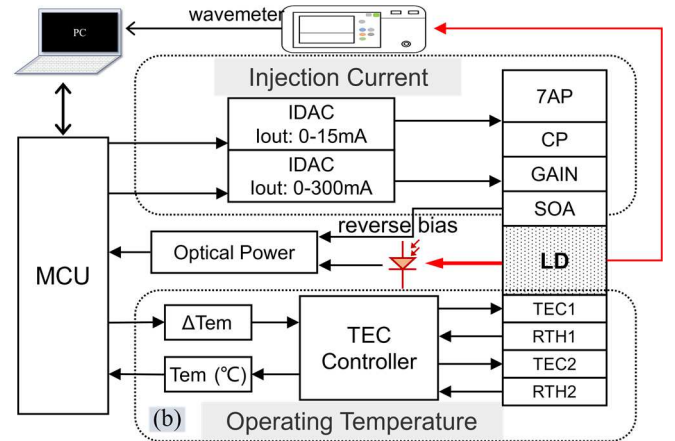 wavemeter
PC
Injection Current
IDAC
Iout: 0-15mA
IDAC
Iout: 0-300mA
7AP
CP
GAIN
SOA
reverse bias
Optical Power
LD
MCU
ΔTem
Tem (℃)
TEC
Controller
TEC1
RTH1
TEC2
RTH2
(b)
Operating Temperature